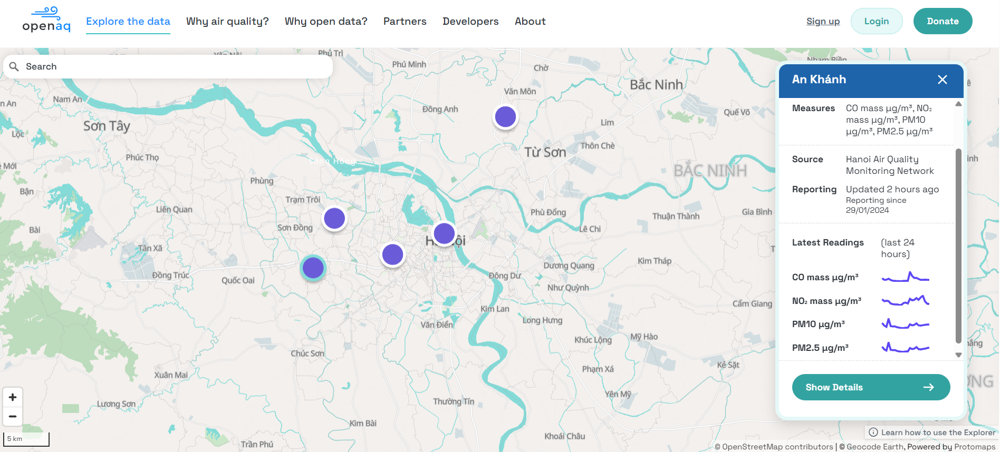 openaq
Explore the data
Why air quality?
Why open data?
Partners
Developers
About
Sign up
Login
Donate
Search
Phủ Trì
Phú Minh
Chờ
Nham Biền
Nam An
Văn Môn
Bắc Ninh
n An
Đông Anh
Quế Võ
Sơn Tây
Lim
Lộc
Thôn Chè
Từ Sơn
Phúc Thọ
Sông Hồng
Mới
BẮC NINH
Phùng
Bận
Trạm Trôi
Liên Quan
Phù Đổng
Thuận Thành
Gia Bình
Bài
Sơn Đồng
Lê Chi
Tân Xã
Kim Tháp
Dương Quang
Đồng Trúc
Quốc Oai
Đông Dư
Như Quỳnh
Cẩm Giang
Kim Lan
Long Hưng
Văn Điển
Khúc Lộng
Mỹ Hào
Chúc Sơn
Phạm Xá
Kẻ Sặt
Xuân Mai
Yên Mỹ
Thường Tín
Lương Sơn
Kim Bài
Khoái Châu
Trần Phú
An Khánh
Measures
CO mass µg/m³, NO₂
mass µg/m³, PM10
µg/m³, PM2.5 µg/m³
Source
Hanoi Air Quality
Monitoring Network
Reporting
Updated 2 hours ago
Reporting since
29/01/2024
Latest Readings
(last 24
hours)
CO mass µg/m³
NO₂ mass µg/m³
PM10 µg/m³
PM2.5 µg/m³
Show Details
+
−
5 km
Learn how to use the Explorer
© OpenStreetMap contributors | © Geocode Earth, Powered by Protomaps